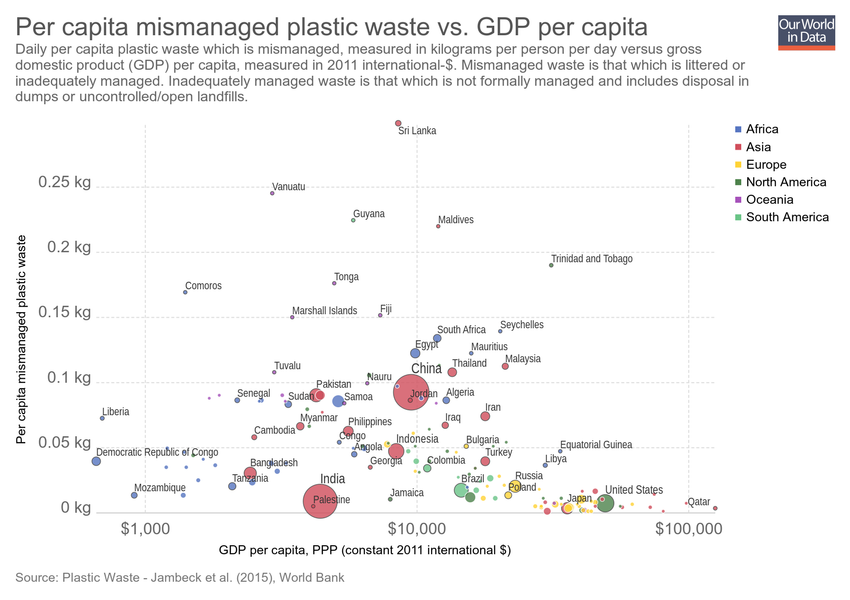 Per capita mismanaged plastic waste vs. GDP per capita
Our World
in Data
Daily per capita plastic waste which is mismanaged, measured in kilograms per person per day versus gross
domestic product (GDP) per capita, measured in 2011 international-$. Mismanaged waste is that which is littered or
inadequately managed. Inadequately managed waste is that which is not formally managed and includes disposal in
dumps or uncontrolled/open landfills.
Africa
Asia
Europe
North America
Oceania
South America
Per capita mismanaged plastic waste
Sri Lanka
0.25 kg
Vanuatu
Guyana
Maldives
0.2 kg
Trinidad and Tobago
Tonga
Comoros
Fiji
0.15 kg
Marshall Islands
Seychelles
South Africa
Egypt
Mauritius
Tuvalu
Nauru
China
Thailand
Malaysia
0.1 kg
Pakistan
Senegal
Sudan
Samoa
Jordan
Algeria
Liberia
Myanmar
Philippines
Iraq
Iran
Cambodia
Congo
Indonesia
Bulgaria
0.05 kg
Equatorial Guinea
Democratic Republic of Congo
Angola
Turkey
Bangladesh
Georgia
Colombia
Libya
Tanzania
India
Brazil
Russia
Mozambique
Jamaica
Poland
United States
Palestine
Japan
Qatar
0 kg
$1,000
$10,000
$100,000
GDP per capita, PPP (constant 2011 international $)
Source: Plastic Waste - Jambeck et al. (2015), World Bank